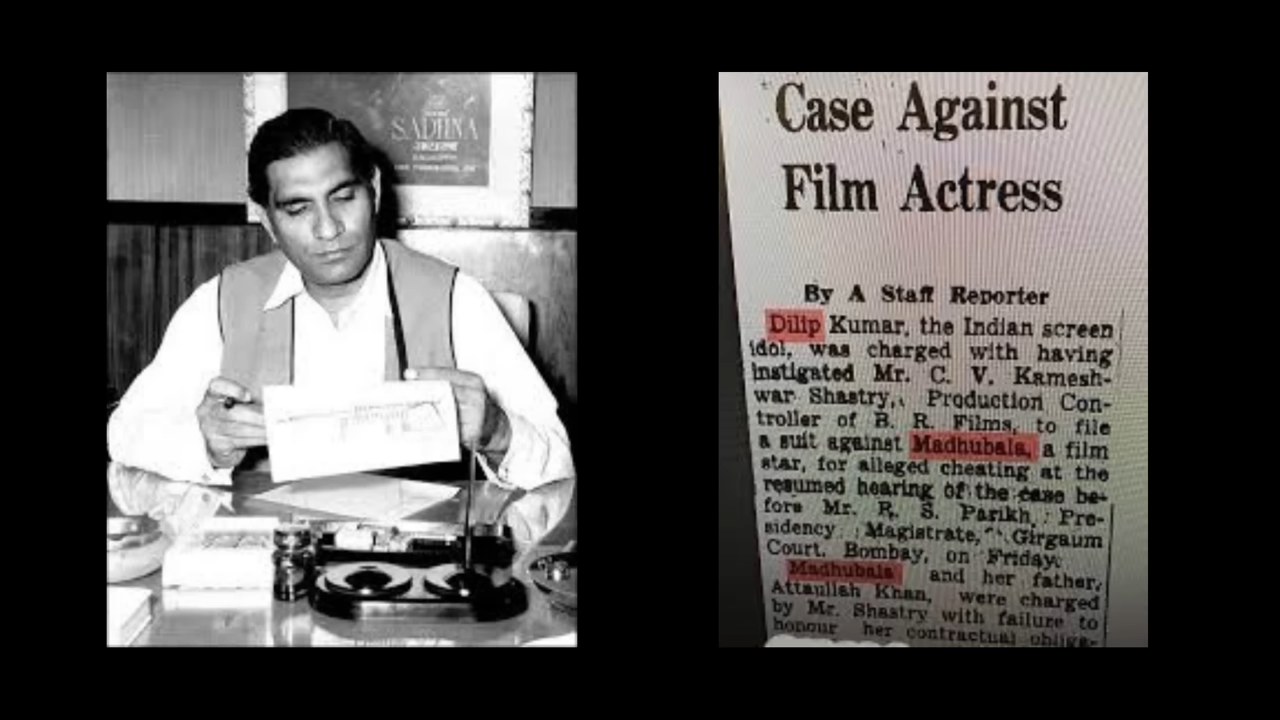 SADHNA
साधना
Case Against
Film Actress
By A Staff Reporter
Dilip Kumar, the Indian screen
idol, was charged with having
instigated Mr. C. V. Kamesh-
war Shastry, Production Con-
troller of B. R. Films, to file
a suit against Madhubala, a film
star, for alleged cheating at the
resumed hearing of the case be-
fore Mr. R. S. Parikh, Pre-
sidency Magistrate, Girgaum
Court, Bombay, on Friday.
Madhubala and her father,
Attaullah Khan, were charged
by Mr. Shastry with failure to
honour her contractual obliga-